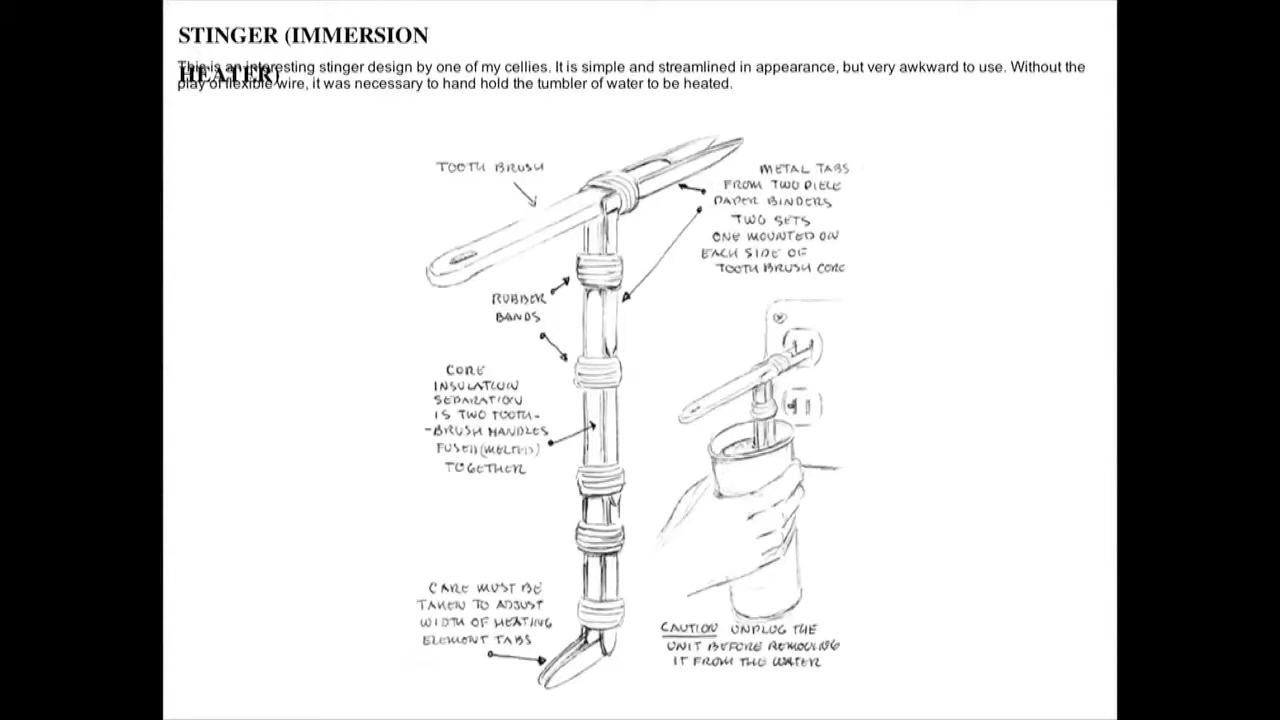 STINGER (IMMERSION
HEATER)
This is an interesting stinger design by one of my cellies. It is simple and streamlined in appearance, but very awkward to use. Without the
play of flexible wire, it was necessary to hand hold the tumbler of water to be heated.
TOOTH BRUSH
METAL TABS
FROM TWO PIECE
PAPER BINDERS
TWO SETS
ONE MOUNTED ON
EACH SIDE OF
TOOTH BRUSH CORE
RUBBER
BANDS
CORE
INSULATION
SEPARATION
IS TWO TOOTH-
-BRUSH HANDLES
FUSED (MELTED)
TOGETHER
CARE MUST BE
TAKEN TO ADJUST
WIDTH OF HEATING
ELEMENT TABS
CAUTION UNPLUG THE
UNIT BEFORE REMOVING
IT FROM THE WATER